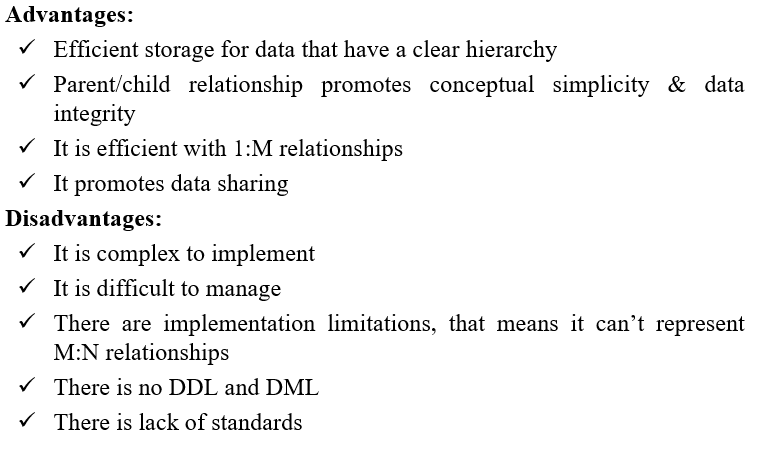 Advantages:
✓ Efficient storage for data that have a clear hierarchy
✓ Parent/child relationship promotes conceptual simplicity & data
integrity
✓ It is efficient with 1:M relationships
✓ It promotes data sharing
Disadvantages:
✓ It is complex to implement
✓ It is difficult to manage
✓ There are implementation limitations, that means it can’t represent
M:N relationships
✓ There is no DDL and DML
✓ There is lack of standards